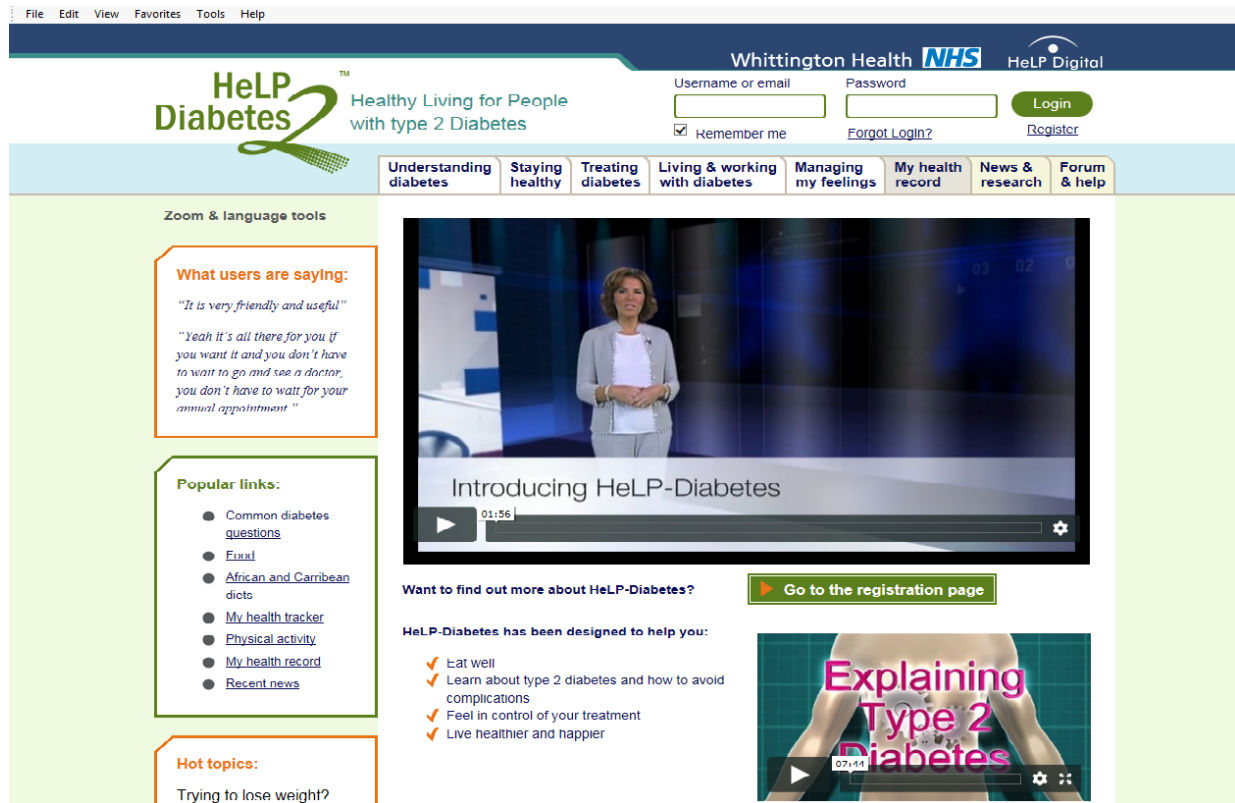 File Edit View Favorites Tools Help
Whittington Health NHS
HeLP Digital
HeLP
Diabetes 2 ™
Healthy Living for People
with type 2 Diabetes
Username or email
Password
Login
Remember me
Forgot Login?
Register
Understanding
diabetes
Staying
healthy
Treating
diabetes
Living & working
with diabetes
Managing
my feelings
My health
record
News &
research
Forum
& help
Zoom & language tools
What users are saying:
"It is very friendly and useful"
"Yeah it's all there for you if
you want it and you don't have
to wait to go and see a doctor,
you don't have to wait for your
annual appointment."
Popular links:
Common diabetes
questions
Food
African and Carribean
diets
My health tracker
Physical activity
My health record
Recent news
Hot topics:
Trying to lose weight?
03 02
Introducing HeLP-Diabetes
01:56
Want to find out more about HeLP-Diabetes?
Go to the registration page
HeLP-Diabetes has been designed to help you:
Eat well
Learn about type 2 diabetes and how to avoid
complications
Feel in control of your treatment
Live healthier and happier
Explaining
Type 2
Diabetes
07:44